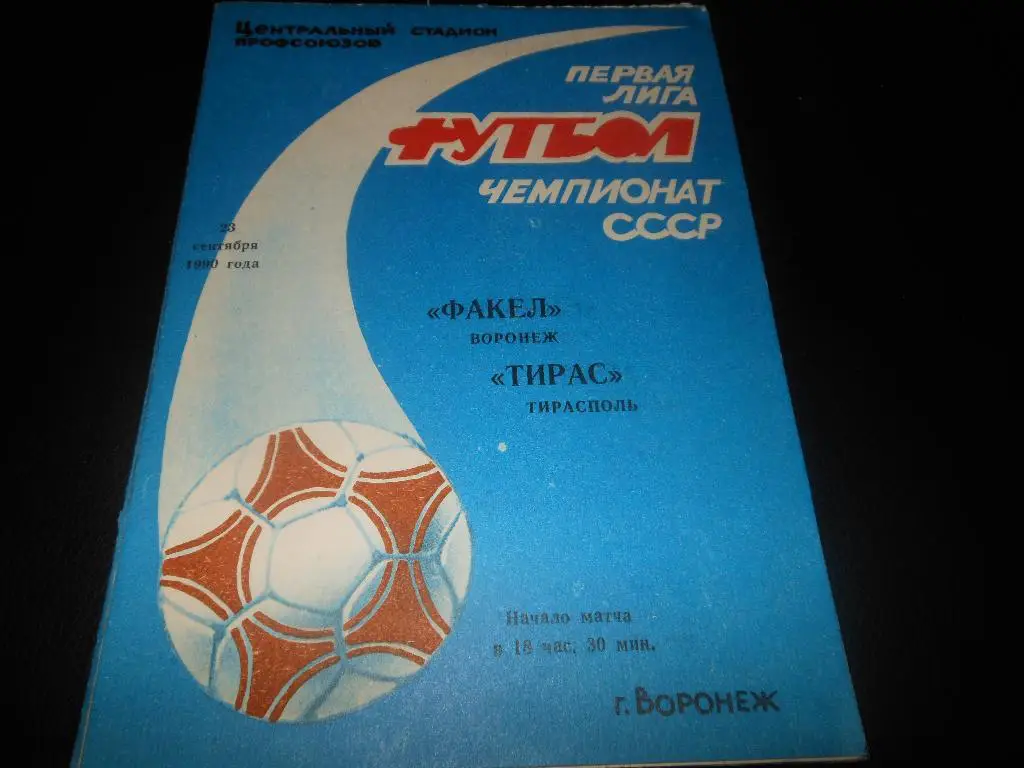 Центральный стадион
профсоюзов
ПЕРВАЯ
ЛИГА
ФУТБОЛ
ЧЕМПИОНАТ
СССР
23
сентября
1990 года
«ФАКЕЛ»
ВОРОНЕЖ
«ТИРАС»
ТИРАСПОЛЬ
Начало матча
в 18 час. 30 мин.
г. Воронеж